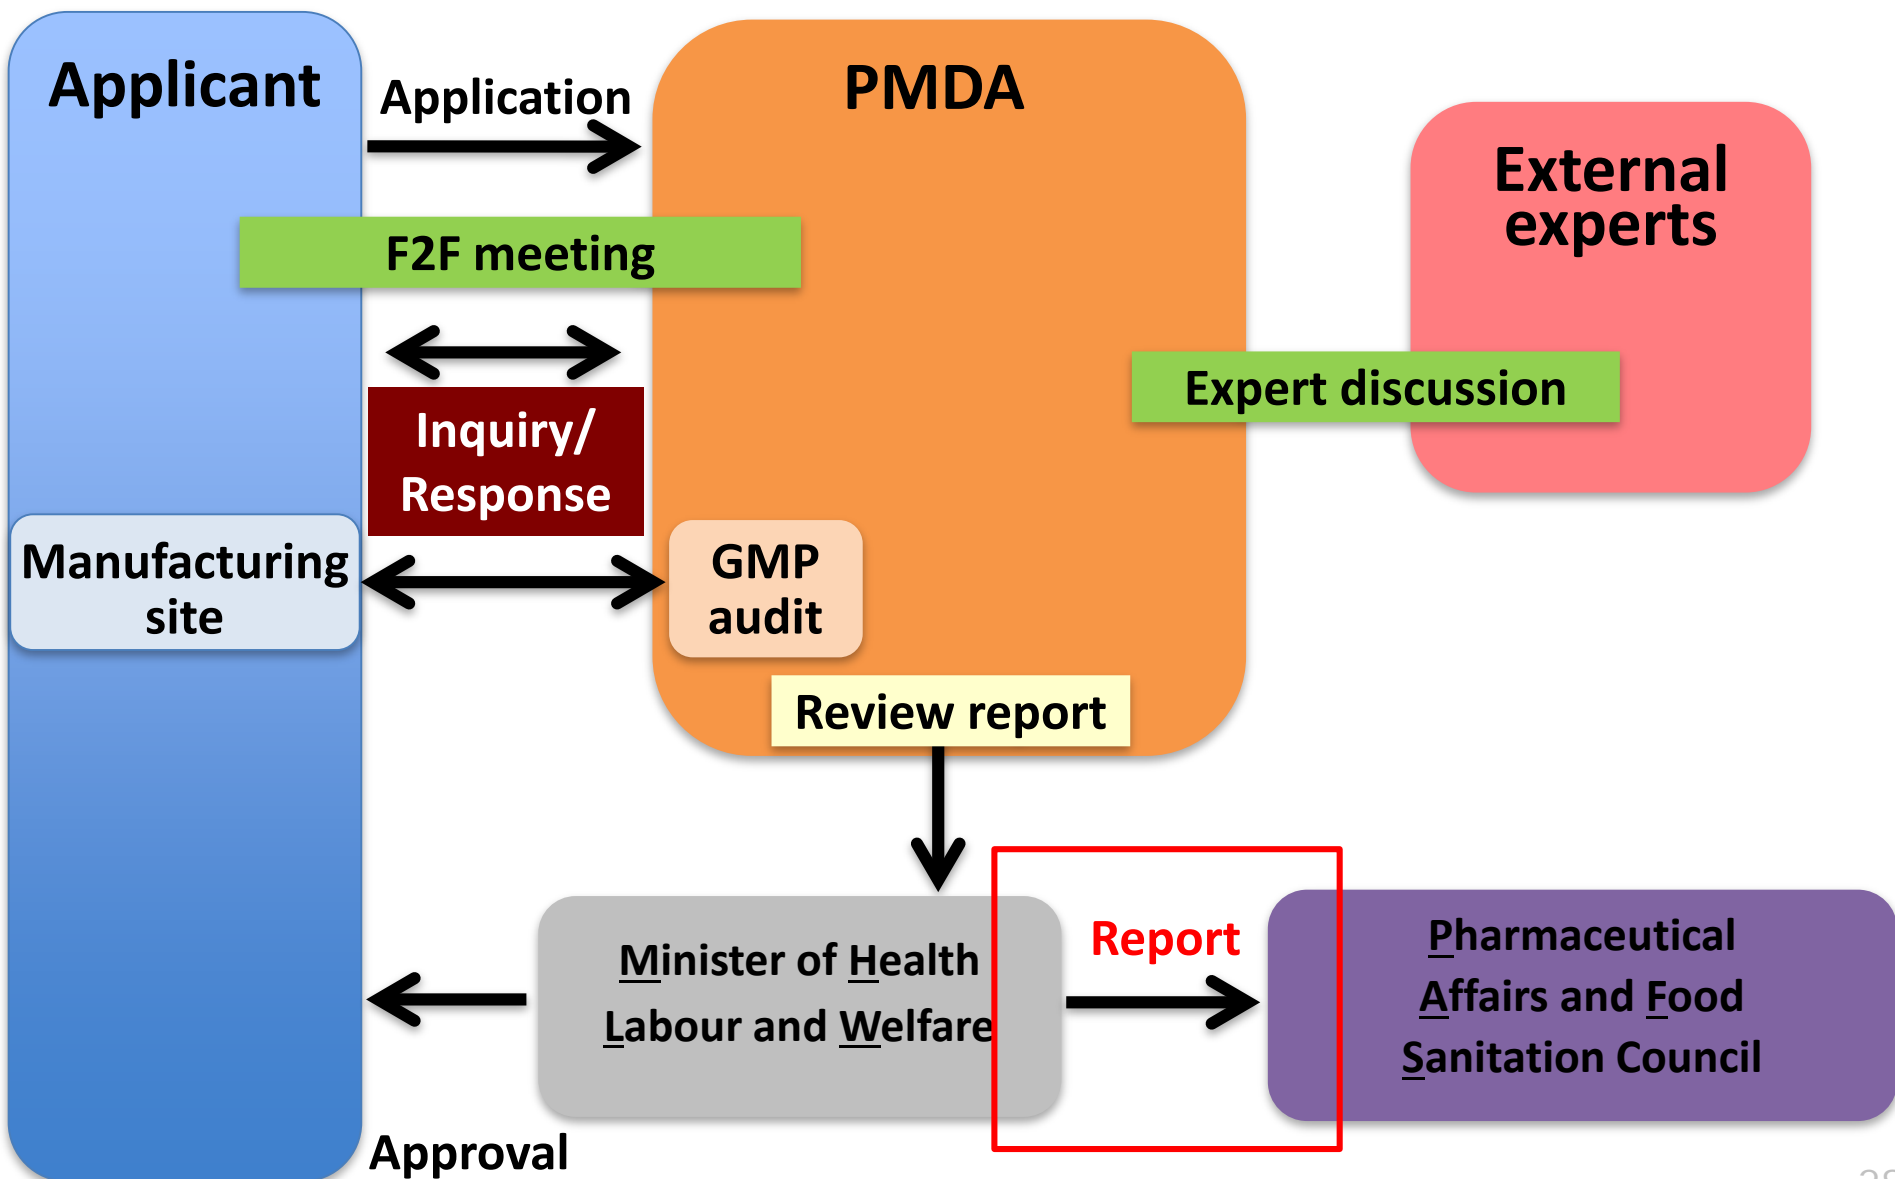 Applicant
Application
PMDA
External
experts
F2F meeting
Expert discussion
Inquiry/
Response
Manufacturing
site
GMP
audit
Review report
Minister of Health
Labour and Welfare
Report
Pharmaceutical
Affairs and Food
Sanitation Council
Approval